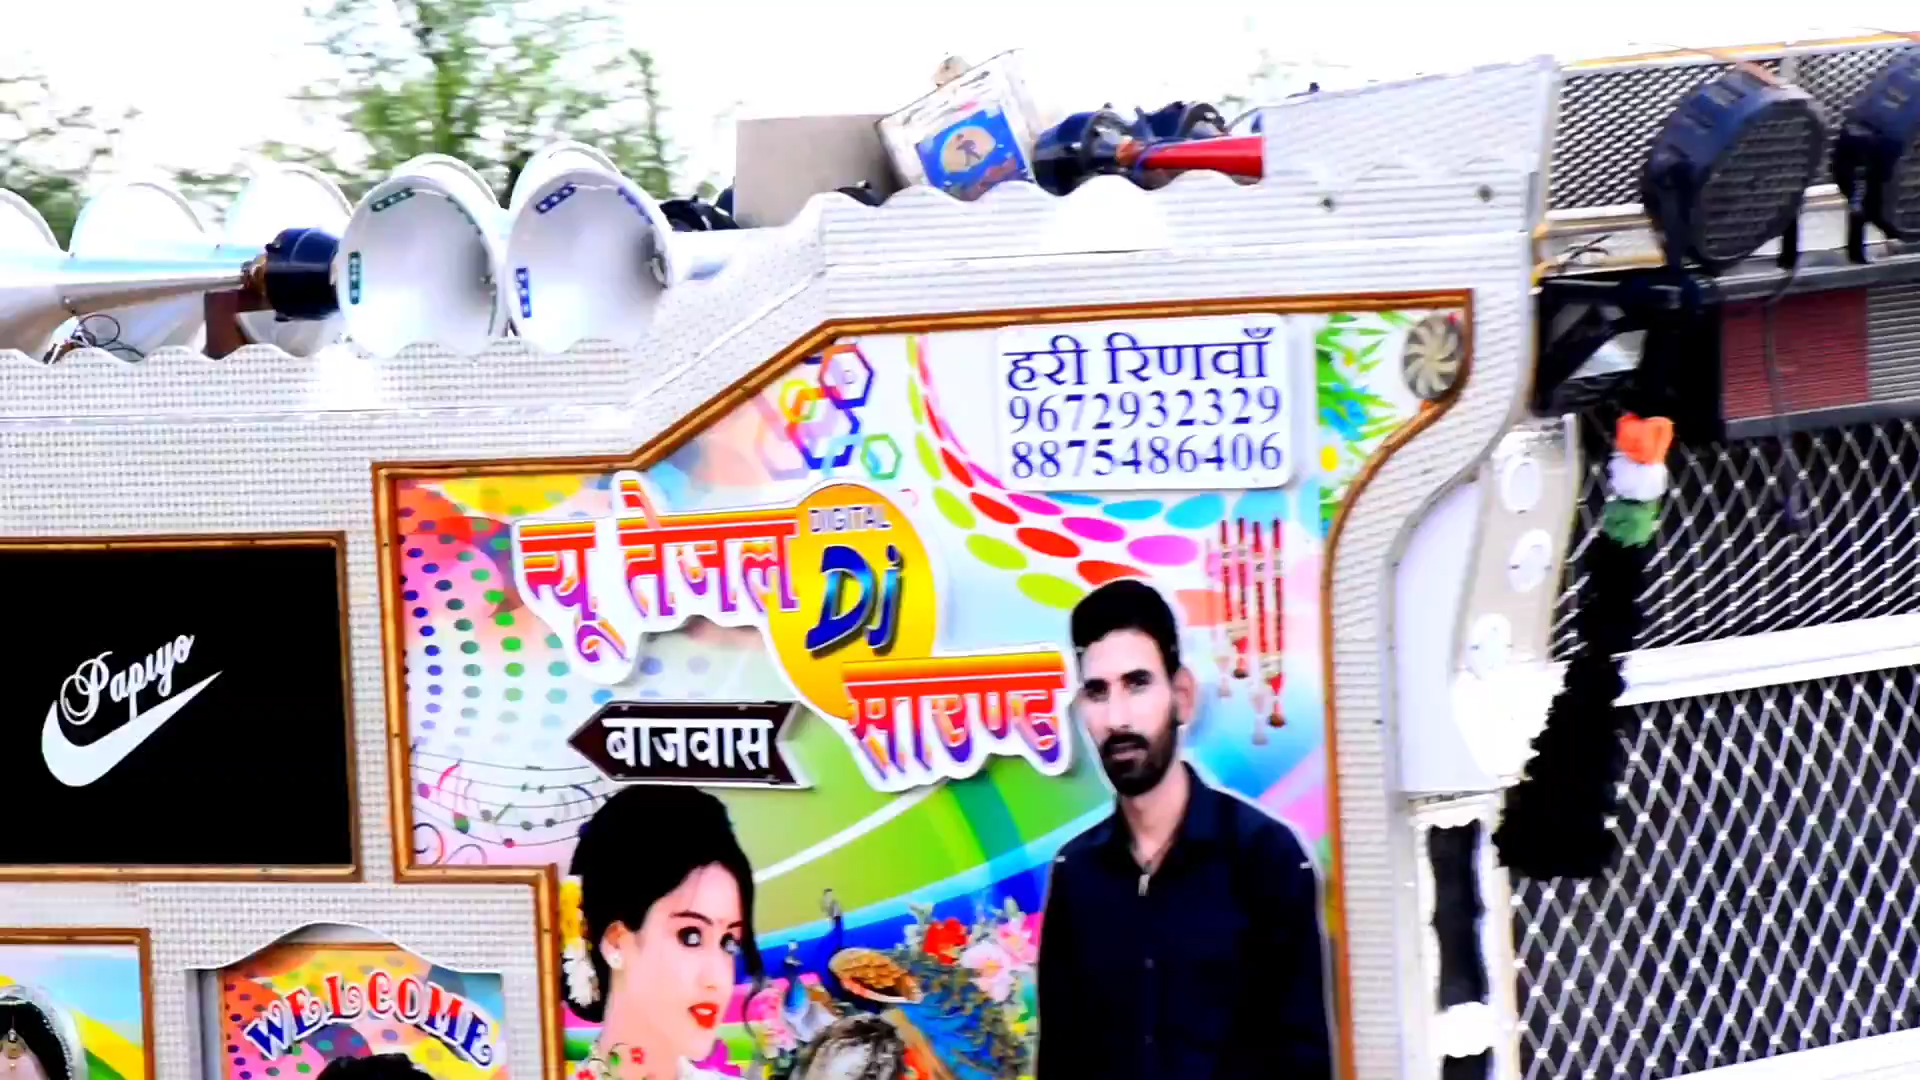 हरी रिणवाँ
9672932329
8875486406
न्यू तेजल
DIGITAL
Dj
साउण्ड
बाजवास
Papiyo
WELCOME